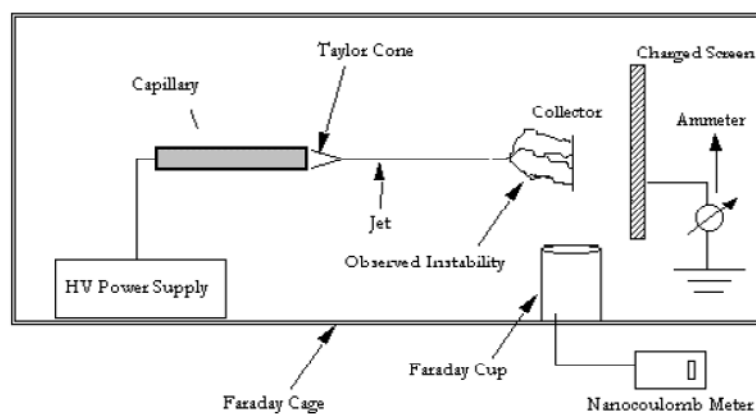 Taylor Cone
Charged Screen
Capillary
Collector
Ammeter
Jet
Observed Instability
HV Power Supply
Faraday Cup
Faraday Cage
Nanocoulomb Meter